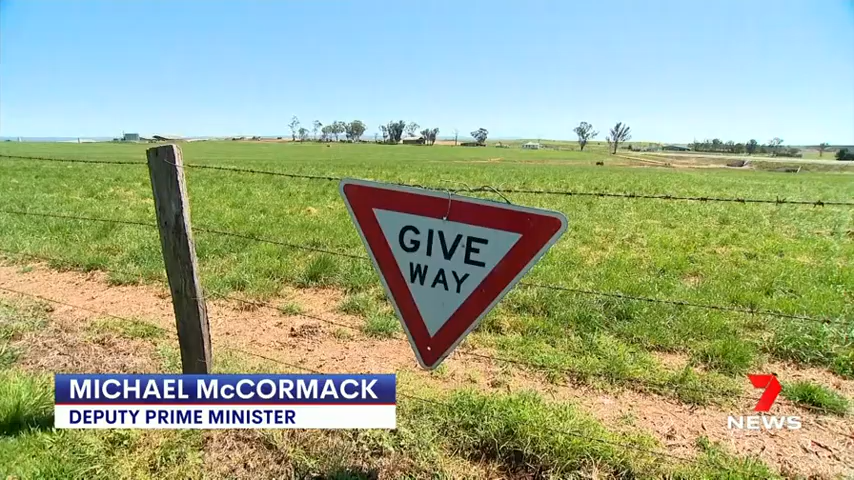 GIVE
WAY
MICHAEL McCORMACK
DEPUTY PRIME MINISTER
7
NEWS